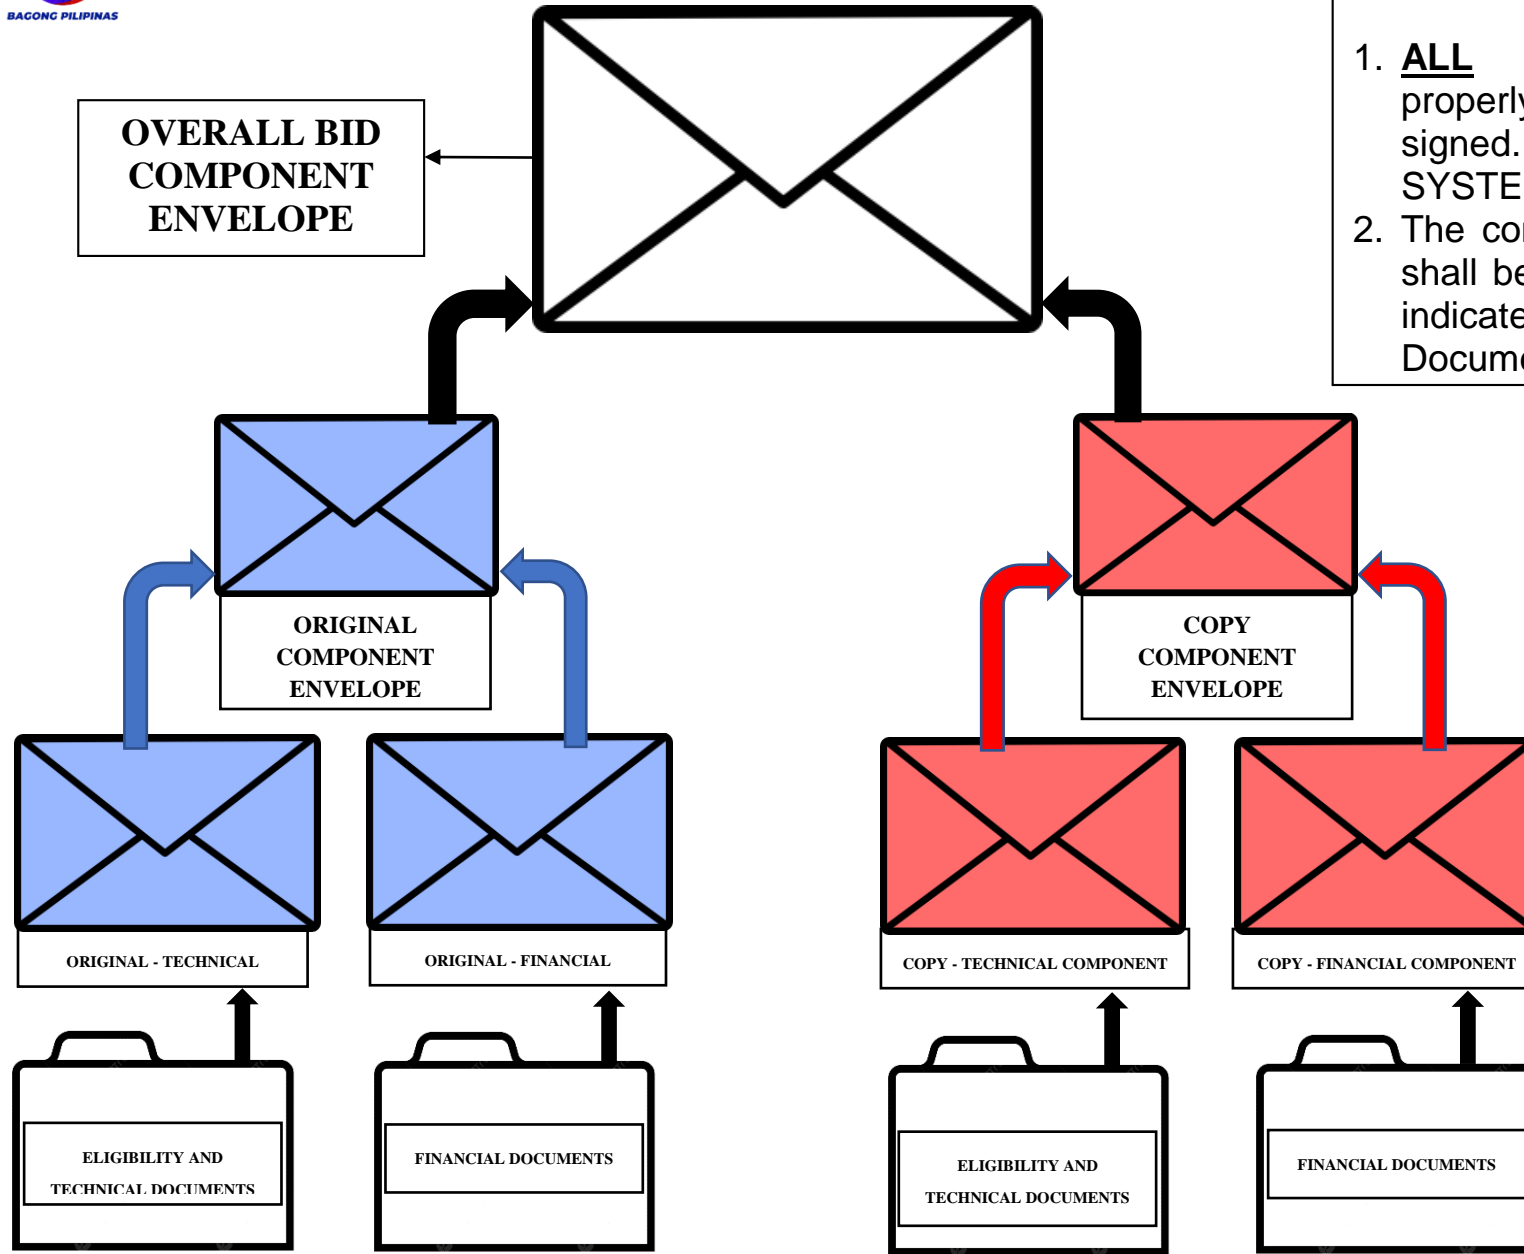 BAGONG PILIPINAS
OVERALL BID
COMPONENT
ENVELOPE
1. ALL
properly
signed.
2. The
shall be
ORIGINAL
COMPONENT
ENVELOPE
COPY
COMPONENT
ENVELOPE
ORIGINAL - TECHNICAL
ORIGINAL - FINANCIAL
COPY - TECHNICAL COMPONENT
COPY - FINANCIAL COMPONENT
ELIGIBILITY AND
TECHNICAL DOCUMENTS
FINANCIAL DOCUMENTS
ELIGIBILITY AND
TECHNICAL DOCUMENTS
FINANCIAL DOCUMENTS